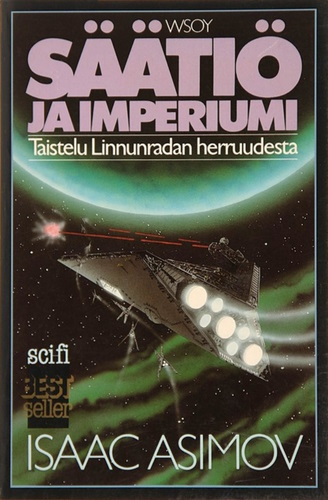 WSOY
SÄÄTIÖ
JA IMPERIUMI
Taistelu Linnunradan herruudesta
scifi
BEST
seller
ISAAC ASIMOV